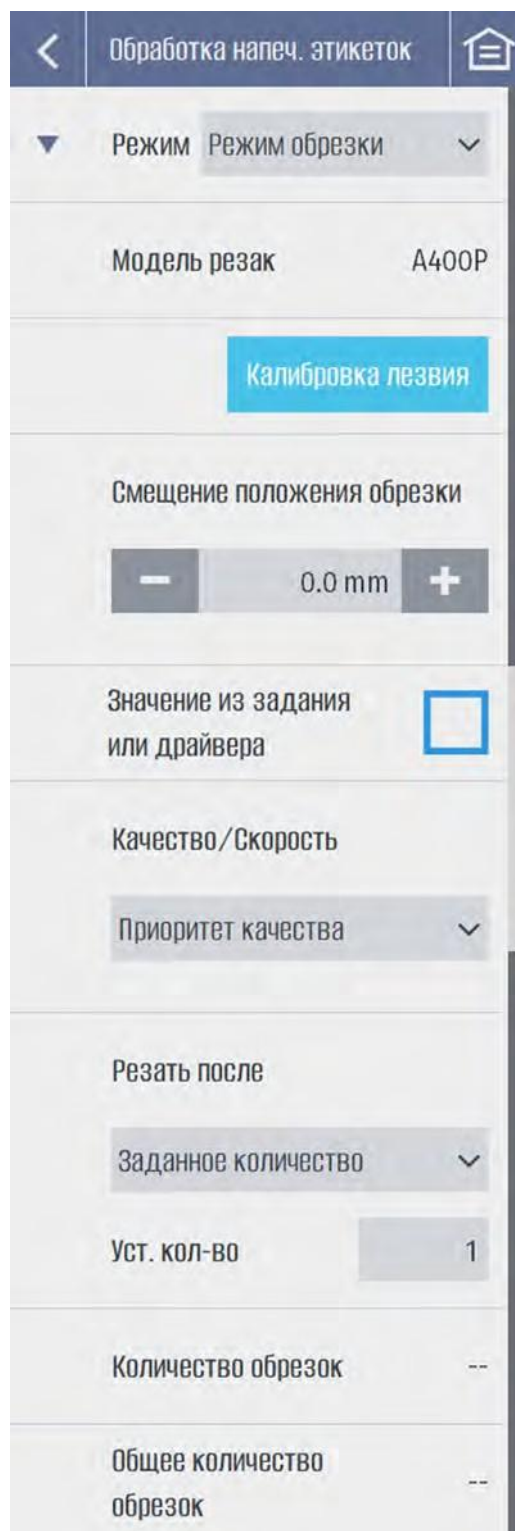 Обработка напеч. этикеток
Режим Режим обрезки
Модель резак A400P
Калибровка лезвия
Смещение положения обрезки
0.0 mm
Значение из задания
или драйвера
Качество/Скорость
Приоритет качества
Резать после
Заданное количество
Уст. кол-во 1
Количество обрезок --
Общее количество
обрезок --